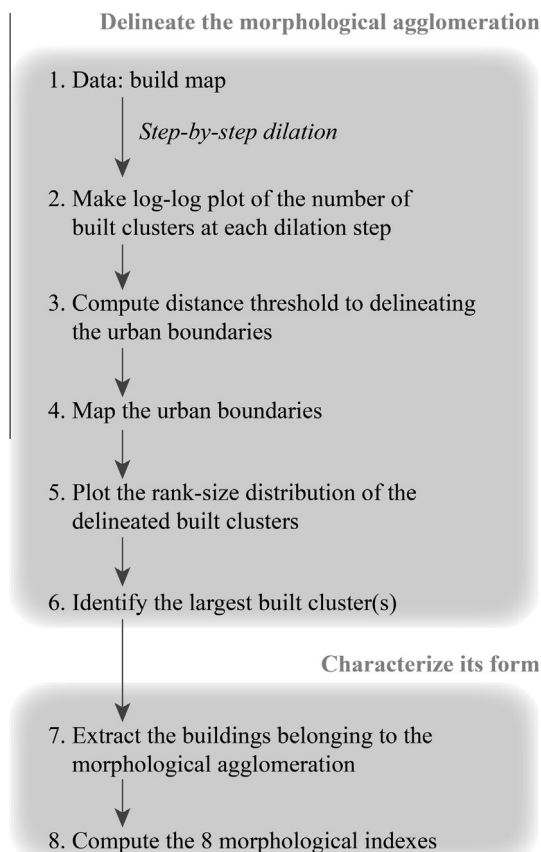 Delineate the morphological agglomeration
1. Data: build map
Step-by-step dilation
2. Make log-log plot of the number of
built clusters at each dilation step
3. Compute distance threshold to delineating
the urban boundaries
4. Map the urban boundaries
5. Plot the rank-size distribution of the
delineated built clusters
6. Identify the largest built cluster(s)
Characterize its form
7. Extract the buildings belonging to the
morphological agglomeration
8. Compute the 8 morphological indexes